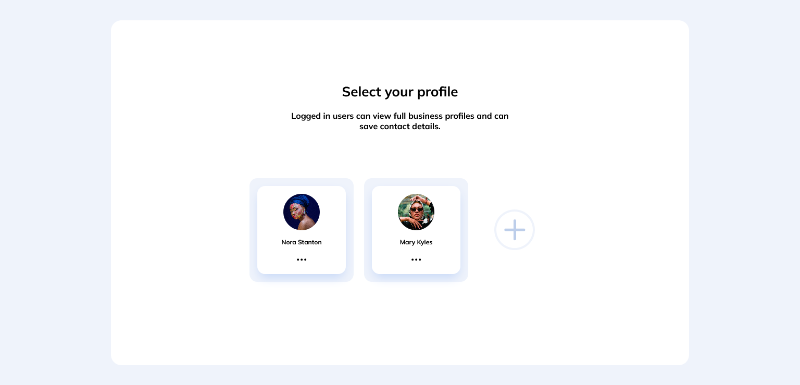 Select your profile
Logged in users can view full business profiles and can
save contact details.
Nora Stanton
Mary Kyles